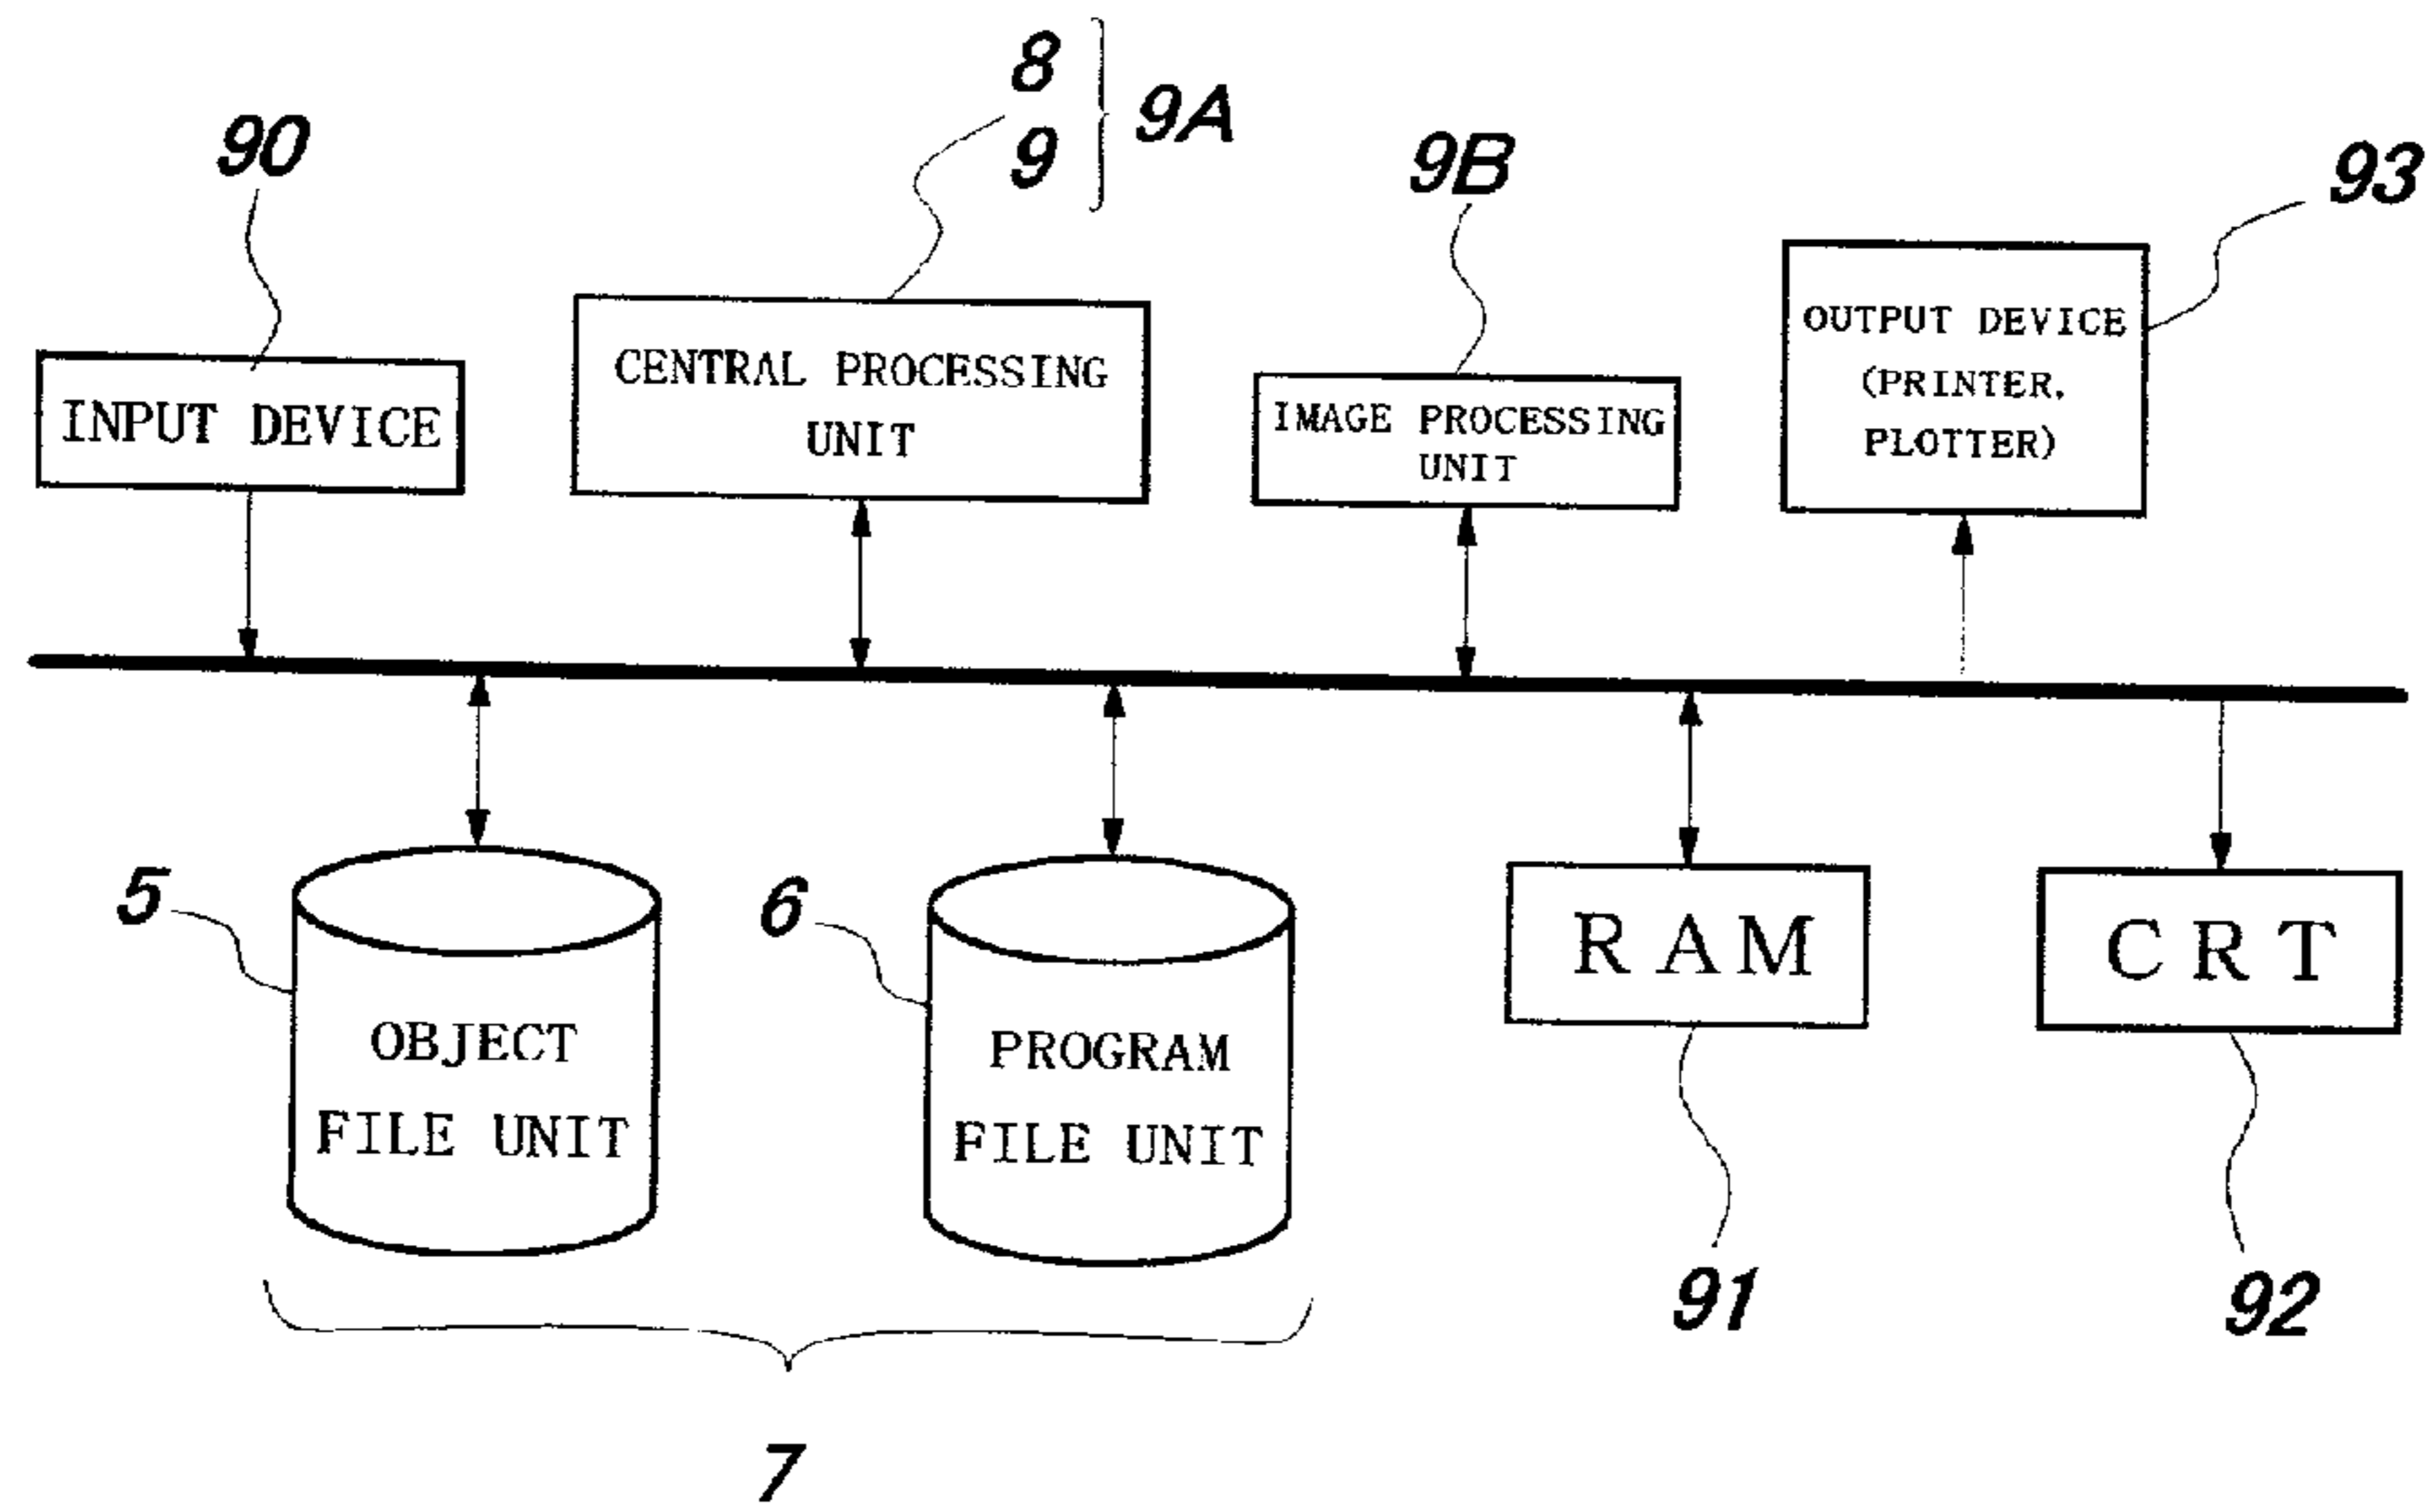 8
9
9A
90
9B
93
INPUT DEVICE
CENTRAL PROCESSING
UNIT
IMAGE PROCESSING
UNIT
OUTPUT DEVICE
(PRINTER,
PLOTTER)
5
OBJECT
FILE UNIT
6
PROGRAM
FILE UNIT
RAM
CRT
91
92
7